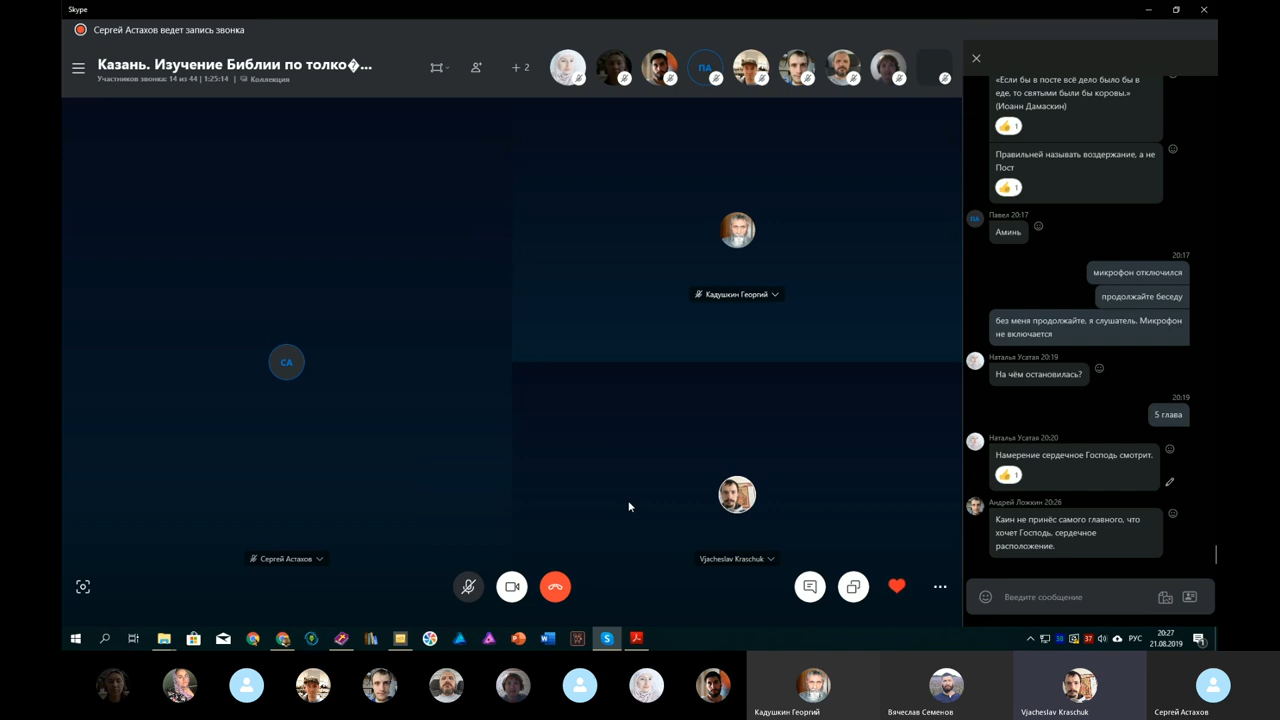 Skype
Сергей Астахов ведет запись звонка
Казань. Изучение Библии по толко�...
Участников звонка: 14 из 44 | 1:25:14 | Коллекция
+ 2
ПА
«Если бы в посте всё дело было бы в
еде, то святыми были бы коровы.»
(Иоанн Дамаскин)
1
Правильней называть воздержание, а не
Пост
1
ПА
Павел 20:17
Аминь
20:17
микрофон отключился
продолжайте беседу
без меня продолжайте, я слушатель. Микрофон
не включается
Наталья Усатая 20:19
На чём остановилась?
20:19
5 глава
Наталья Усатая 20:20
Намерение сердечное Господь смотрит.
1
Андрей Ложкин 20:26
Каин не принёс самого главного, что
хочет Господь, сердечное
расположение.
Введите сообщение
Кадушкин Георгий
СА
Сергей Астахов
Vjacheslav Kraschuk
38
37
РУС
20:27
21.08.2019
Кадушкин Георгий
Вячеслав Семенов
Vjacheslav Kraschuk
Сергей Астахов